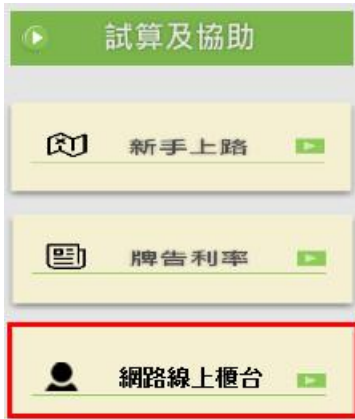 試算及協助
新手上路
牌告利率
網路線上櫃台